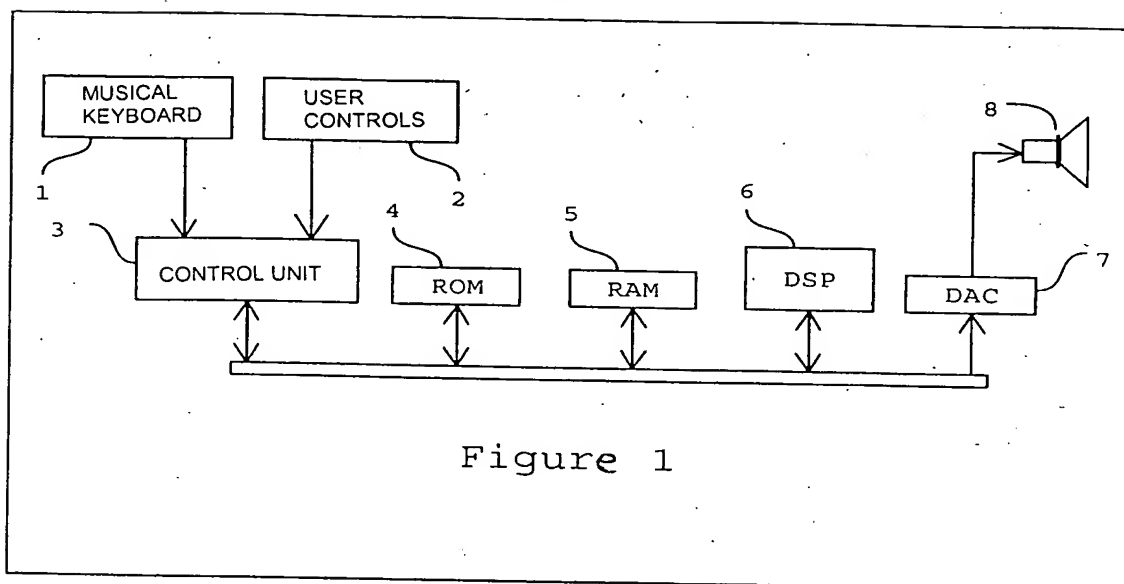 MUSICAL
KEYBOARD
USER
CONTROLS
8
1
2
6
3
4
5
7
CONTROL UNIT
ROM
RAM
DSP
DAC
Figure 1